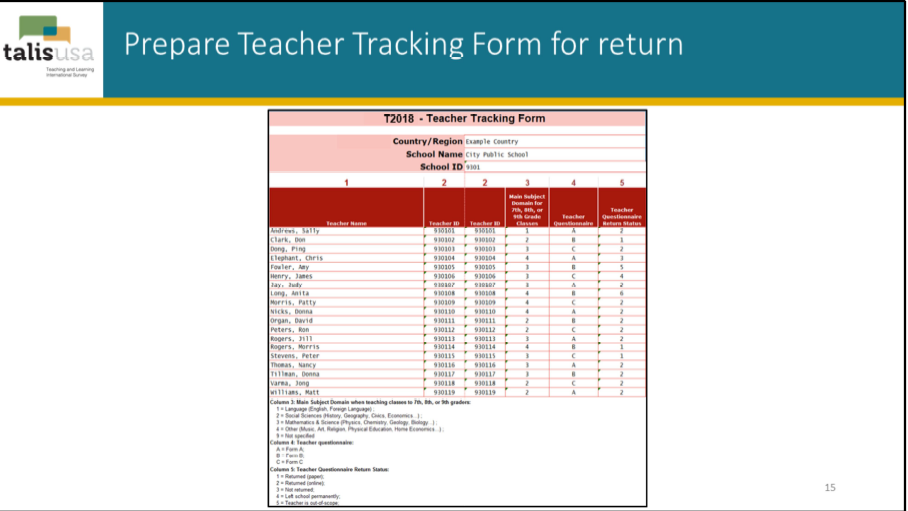 talisusa
Teaching and Learning
International Survey
Prepare Teacher Tracking Form for return
T2018 - Teacher Tracking Form
Country/Region Example Country
School Name City Public School
School ID 9301
1 2 2 3 4 5
Teacher Name Teacher ID Teacher ID Main Subject Domain for 7th, 8th, or 9th Grade Classes Teacher Questionnaire Teacher Questionnaire Return Status
Andrews, Sally 930101 930101 1 A 2
Clark, Don 930102 930102 2 B 1
Dong, Ping 930103 930103 3 C 2
Elephant, Chris 930104 930104 4 A 3
Fowler, Amy 930105 930105 3 B 5
Henry, James 930106 930106 3 C 4
Jay, Judy 930107 930107 3 A 2
Long, Anita 930108 930108 4 B 6
Morris, Patty 930109 930109 4 C 2
Nicks, Donna 930110 930110 4 A 2
Organ, David 930111 930111 2 B 2
Peters, Ron 930112 930112 2 C 2
Rogers, Jill 930113 930113 3 A 2
Rogers, Morris 930114 930114 4 B 1
Stevens, Peter 930115 930115 3 C 1
Thomas, Nancy 930116 930116 3 A 2
Tillman, Donna 930117 930117 3 B 2
Varma, Jong 930118 930118 2 C 2
Williams, Matt 930119 930119 2 A 2
Column 3: Main Subject Domain when teaching classes to 7th, 8th, or 9th graders:
1 = Language (English, Foreign Language) ;
2 = Social Sciences (History, Geography, Civics, Economics...) ;
3 = Mathematics & Science (Physics, Chemistry, Geology, Biology...) ;
4 = Other (Music, Art, Religion, Physical Education, Home Economics...) ;
9 = Not specified
Column 4: Teacher questionnaire:
A = Form A;
B = Form B;
C = Form C
Column 5: Teacher Questionnaire Return Status:
1 = Returned (paper);
2 = Returned (online);
3 = Not returned;
4 = Left school permanently;
5 = Teacher is out-of-scope;
15